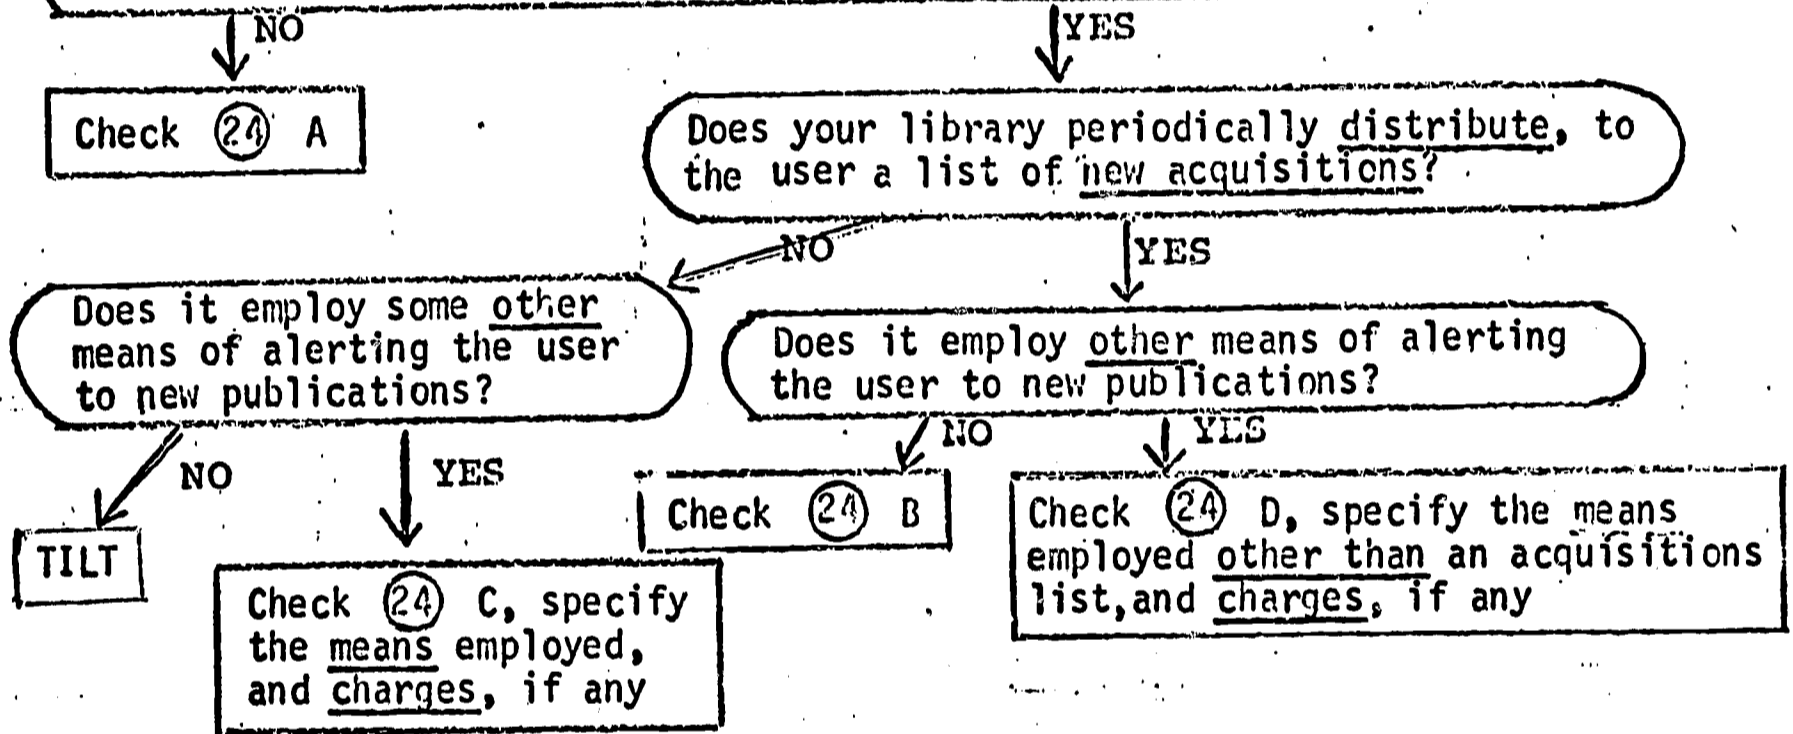 NO
YES
Check 24 A
Does your library periodically distribute, to
the user a list of new acquisitions?
NO
YES
Does it employ some other
means of alerting the user
to new publications?
Does it employ other means of alerting
the user to new publications?
NO
YES
NO
YES
TILT
Check 24 C, specify
the means employed,
and charges, if any
Check 24 B
Check 24 D, specify the means
employed other than an acquisitions
list, and charges, if any